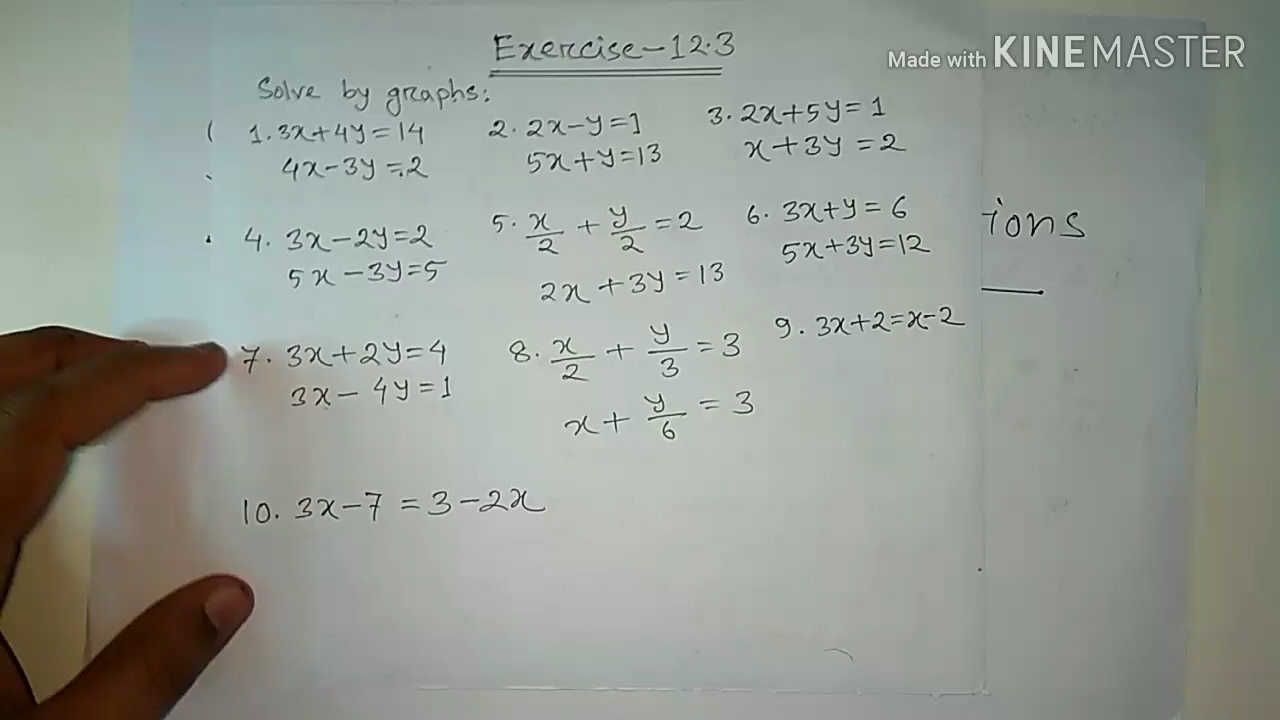 Made with KINEMASTER
Exercise-12.3
Solve by graphs:
1. 3x+4y=14
4x-3y=2
2. 2x-y=1
5x+y=13
3. 2x+5y=1
x+3y=2
4. 3x-2y=2
5x-3y=5
5. x/2 + y/2 = 2
2x+3y=13
6. 3x+y=6
5x+3y=12
ions
7. 3x+2y=4
3x-4y=1
8. x/2 + y/3 = 3
x + y/6 = 3
9. 3x+2=x-2
10. 3x-7=3-2x